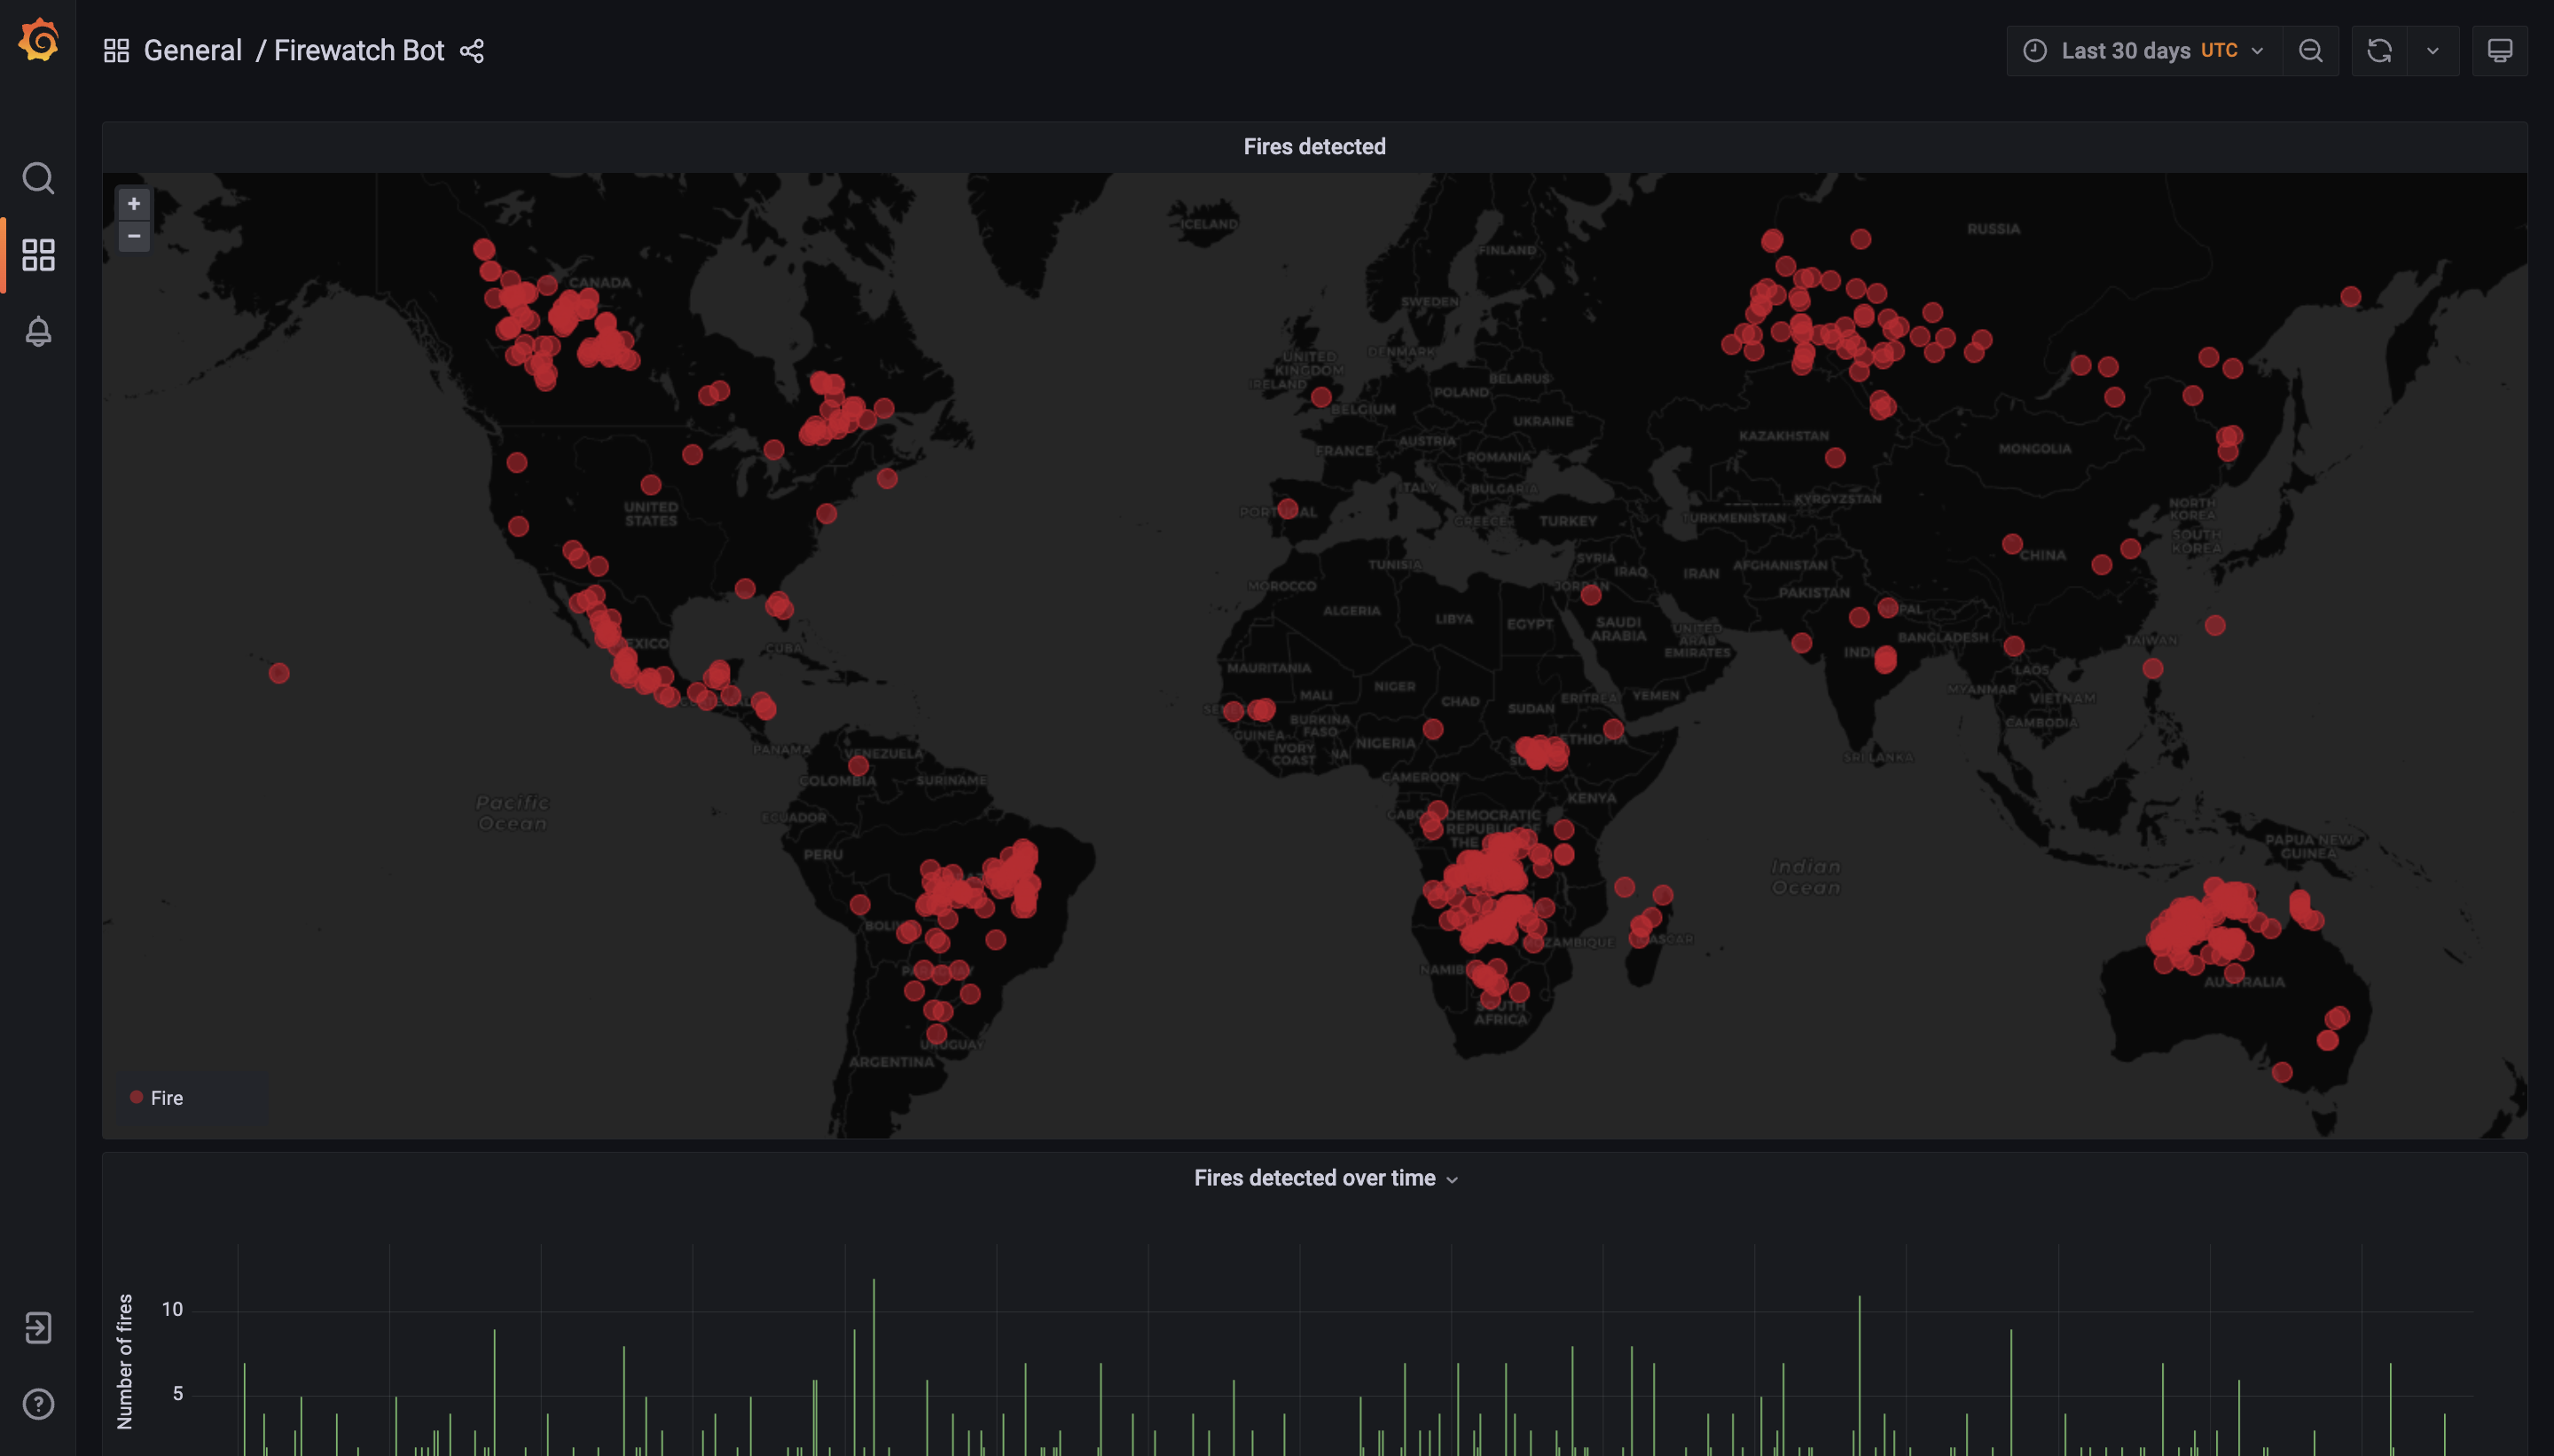 General / Firewatch Bot
Last 30 days UTC
Fires detected
+
−
ICELAND
RUSSIA
FINLAND
CANADA
SWEDEN
UNITED
KINGDOM
DENMARK
IRELAND
BELARUS
POLAND
BELGIUM
UKRAINE
KAZAKHSTAN
AUSTRIA
FRANCE
MONGOLIA
ROMANIA
ITALY
BULGARIA
KYRGYZSTAN
UNITED
STATES
NORTH
KOREA
PORTUGAL
GREECE
TURKEY
TURKMENISTAN
SOUTH
KOREA
CHINA
SYRIA
TUNISIA
IRAQ
IRAN
AFGHANISTAN
MOROCCO
JORDAN
PAKISTAN
ALGERIA
LIBYA
EGYPT
NEPAL
SAUDI
ARABIA
UNITED
ARAB
EMIRATES
BANGLADESH
TAIWAN
MEXICO
CUBA
INDIA
MAURITANIA
LAOS
NIGER
MYANMAR
MALI
CHAD
ERITREA
YEMEN
VIETNAM
SUDAN
BURKINA
FASO
CAMBODIA
GUINEA
IVORY
COAST
NIGERIA
ETHIOPIA
PANAMA
VENEZUELA
SRI LANKA
COLOMBIA
SURINAME
CAMEROON
KENYA
Pacific
Ocean
ECUADOR
GABON
DEMOCRATIC
REPUBLIC OF
THE
PERU
PAPUA NEW
GUINEA
Indian
Ocean
BOLIVIA
MOZAMBIQUE
PARAGUAY
NAMIBIA
AUSTRALIA
SOUTH
AFRICA
URUGUAY
ARGENTINA
Fire
Fires detected over time
Number of fires
10
5